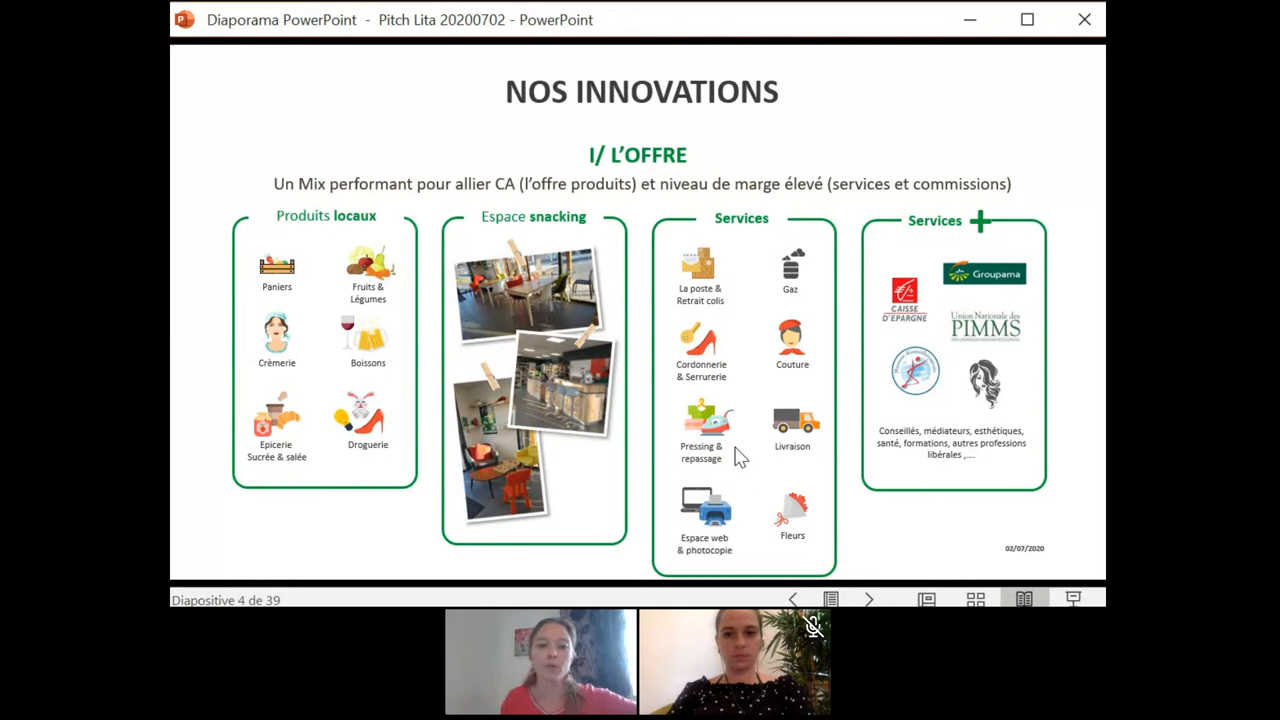 Diaporama PowerPoint - Pitch Lita 20200702 - PowerPoint
NOS INNOVATIONS
I/ L'OFFRE
Un Mix performant pour allier CA (l'offre produits) et niveau de marge élevé (services et commissions)
Produits locaux
Paniers
Fruits &
Légumes
Crèmerie
Boissons
Epicerie
Sucrée & salée
Droguerie
Espace snacking
Services
La poste &
Retrait colis
Gaz
Cordonnerie
& Serrurerie
Couture
Pressing &
repassage
Livraison
Espace web
& photocopie
Fleurs
Services
Groupama
CAISSE
D'EPARGNE
Union Nationale des
PIMMS
Conseillés, médiateurs, esthétiques,
santé, formations, autres professions
libérales ,....
02/07/2020
Diapositive 4 de 39